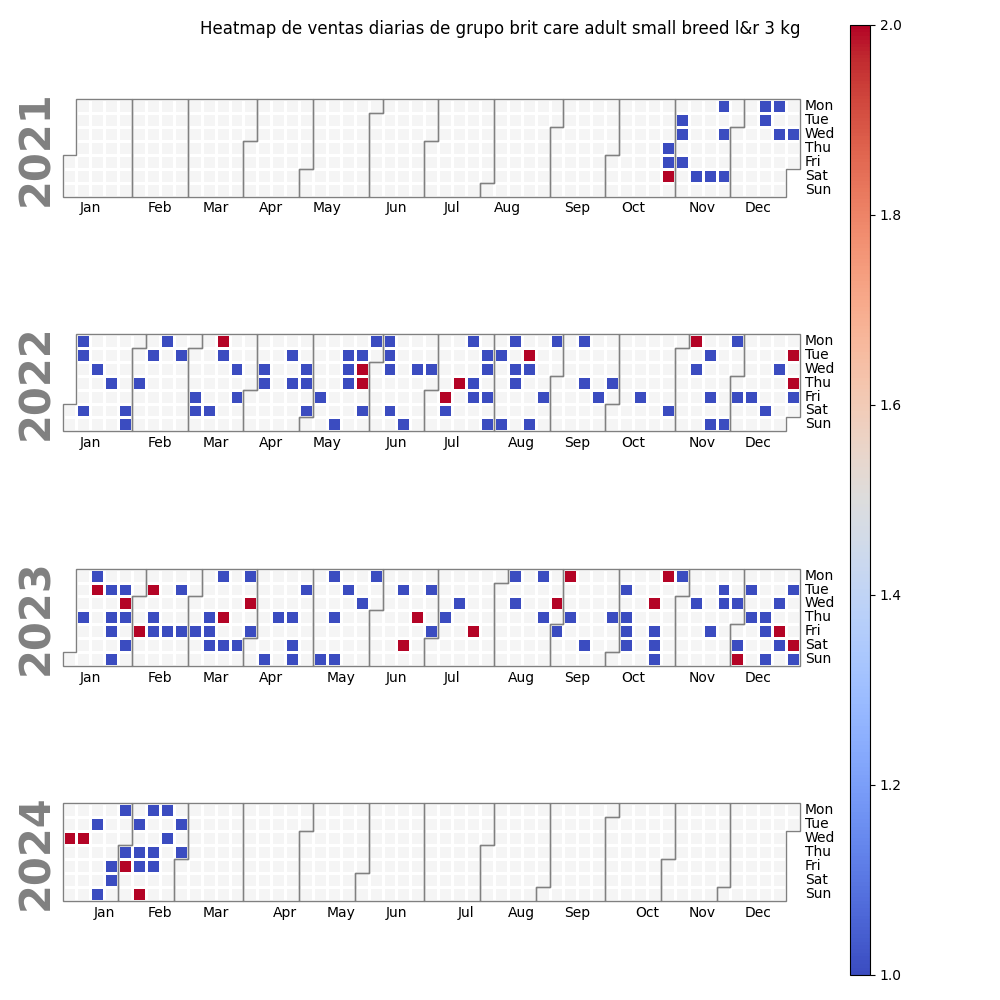 Heatmap de ventas diarias de grupo brit care adult small breed l&r 3 kg
2021
Mon
Tue
Wed
Thu
Fri
Sat
Sun
Jan Feb Mar Apr May Jun Jul Aug Sep Oct Nov Dec
2022
Mon
Tue
Wed
Thu
Fri
Sat
Sun
Jan Feb Mar Apr May Jun Jul Aug Sep Oct Nov Dec
2023
Mon
Tue
Wed
Thu
Fri
Sat
Sun
Jan Feb Mar Apr May Jun Jul Aug Sep Oct Nov Dec
2024
Mon
Tue
Wed
Thu
Fri
Sat
Sun
Jan Feb Mar Apr May Jun Jul Aug Sep Oct Nov Dec
2.0
1.8
1.6
1.4
1.2
1.0